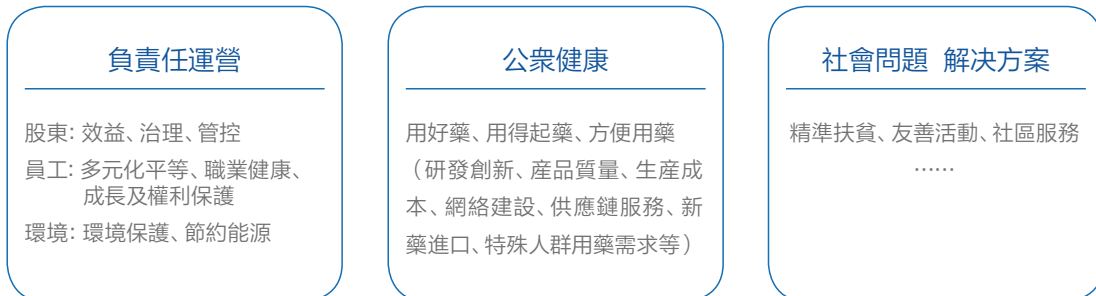 負責任運營
股東: 效益、治理、管控
員工: 多元化平等、職業健康、
成長及權利保護
環境: 環境保護、節約能源
公衆健康
用好藥、用得起藥、方便用藥
（研發創新、産品質量、生産成
本、網絡建設、供應鏈服務、新
藥進口、特殊人群用藥需求等）
社會問題 解決方案
精準扶貧、友善活動、社區服務
……